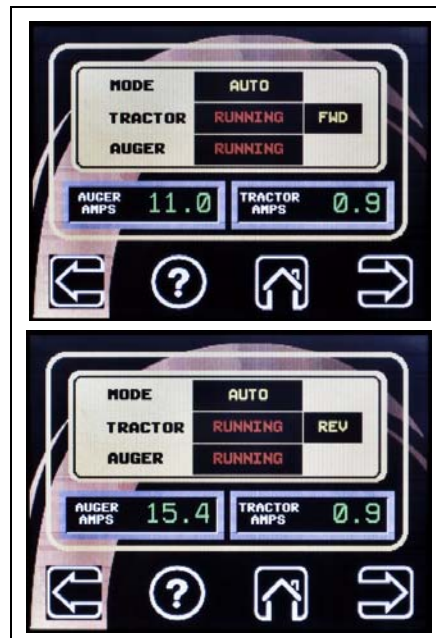 MODE AUTO
TRACTOR RUNNING FWD
AUGER RUNNING
AUGER AMPS 11.0 TRACTOR AMPS 0.9
?
MODE AUTO
TRACTOR RUNNING REV
AUGER RUNNING
AUGER AMPS 15.4 TRACTOR AMPS 0.9
?